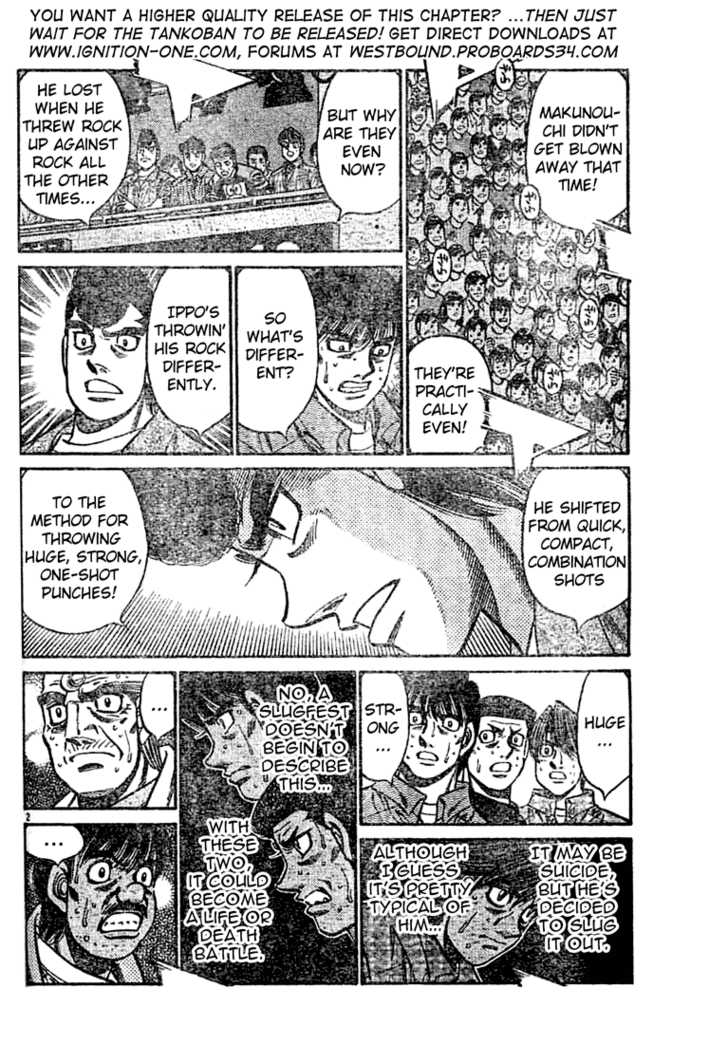 YOU WANT A HIGHER QUALITY RELEASE OF THIS CHAPTER? ...THEN JUST
WAIT FOR THE TANKOBAN TO BE RELEASED! GET DIRECT DOWNLOADS AT
WWW.IGNITION-ONE.COM, FORUMS AT WESTBOUND.PROBOARDS34.COM
MAKUNOU-
CHI DIDN'T
GET BLOWN
AWAY THAT
TIME!
THEY'RE
PRACTI-
CALLY
EVEN!
BUT WHY
ARE THEY
EVEN
NOW?
HE LOST
WHEN HE
THREW ROCK
UP AGAINST
ROCK ALL
THE OTHER
TIMES...
SO
WHAT'S
DIFFER-
ENT?
IPPO'S
THROWIN'
HIS ROCK
DIFFER-
ENTLY.
HE SHIFTED
FROM QUICK,
COMPACT,
COMBINATION
SHOTS
TO THE
METHOD FOR
THROWING
HUGE, STRONG,
ONE-SHOT
PUNCHES!
HUGE
...
STR-
ONG
...
IT MAY BE
SUICIDE,
BUT HE'S
DECIDED
TO SLUG
IT OUT.
ALTHOUGH
I GUESS
IT'S PRETTY
TYPICAL OF
HIM...
NO, A
SLUGFEST
DOESN'T
BEGIN TO
DESCRIBE
THIS...
WITH
THESE
TWO,
IT COULD
BECOME
A LIFE OR
DEATH
BATTLE.
...
2
...